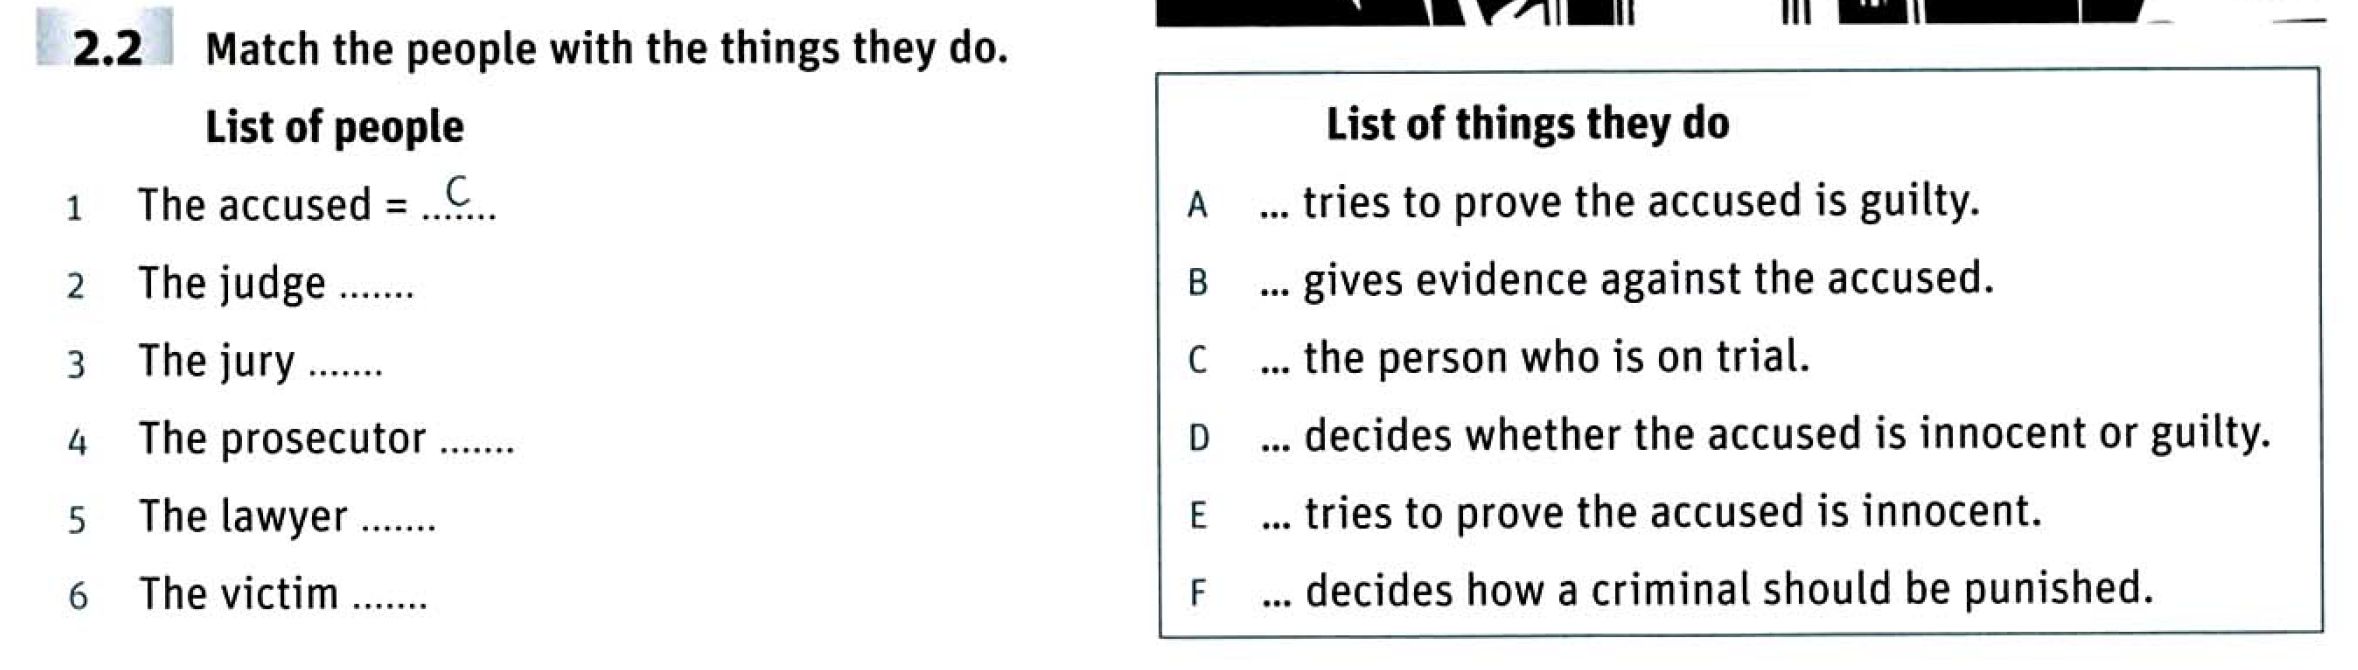 2.2 Match the people with the things they do.
List of people
1 The accused = ...C....
2 The judge .......
3 The jury .......
4 The prosecutor .......
5 The lawyer .......
6 The victim .......
List of things they do
A ... tries to prove the accused is guilty.
B ... gives evidence against the accused.
C ... the person who is on trial.
D ... decides whether the accused is innocent or guilty.
E ... tries to prove the accused is innocent.
F ... decides how a criminal should be punished.